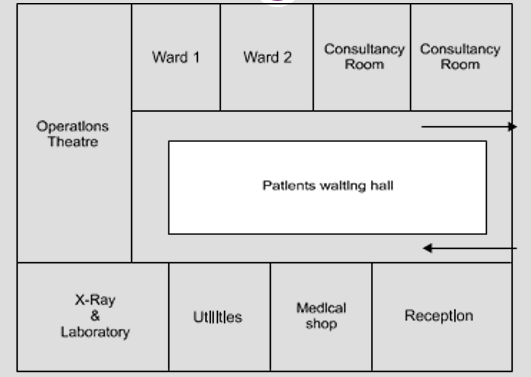 Ward 1
Ward 2
Consultancy
Room
Consultancy
Room
Operations
Theatre
Patients waiting hall
X-Ray
&
Laboratory
Utilities
Medical
shop
Reception